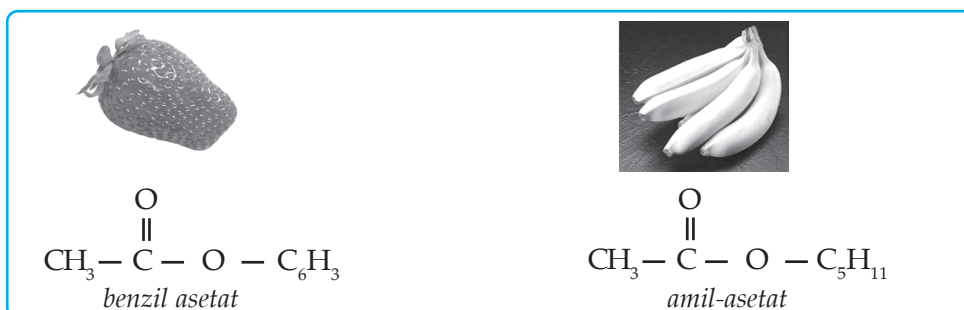 O
||
CH₃ — C — O — C₆H₃
benzil asetat
O
||
CH₃ — C — O — C₅H₁₁
amil-asetat